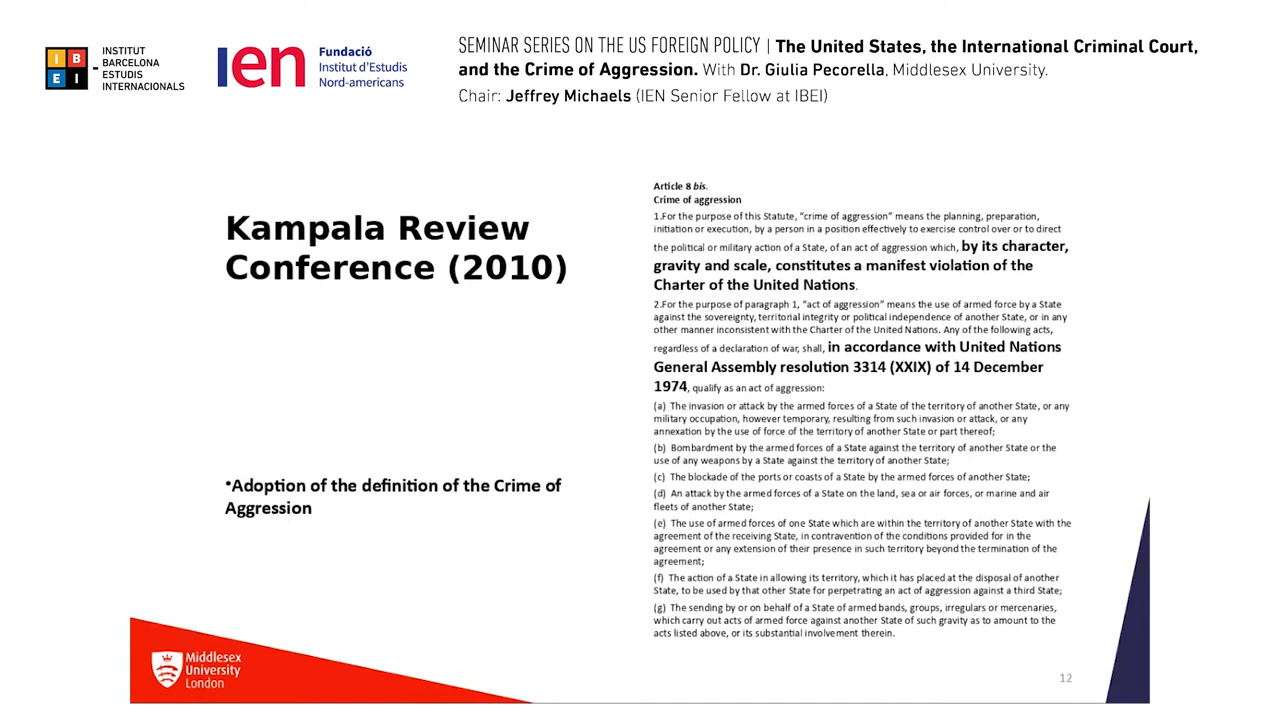 I B
E I
INSTITUT
BARCELONA
ESTUDIS
INTERNACIONALS
ien
Fundació
Institut d'Estudis
Nord-americans
SEMINAR SERIES ON THE US FOREIGN POLICY | The United States, the International Criminal Court,
and the Crime of Aggression. With Dr. Giulia Pecorella, Middlesex University.
Chair: Jeffrey Michaels (IEN Senior Fellow at IBEI)
Kampala Review
Conference (2010)
•Adoption of the definition of the Crime of
Aggression
Article 8 bis.
Crime of aggression
1.For the purpose of this Statute, “crime of aggression” means the planning, preparation,
initiation or execution, by a person in a position effectively to exercise control over or to direct
the political or military action of a State, of an act of aggression which, by its character,
gravity and scale, constitutes a manifest violation of the
Charter of the United Nations.
2.For the purpose of paragraph 1, “act of aggression” means the use of armed force by a State
against the sovereignty, territorial integrity or political independence of another State, or in any
other manner inconsistent with the Charter of the United Nations. Any of the following acts,
regardless of a declaration of war, shall, in accordance with United Nations
General Assembly resolution 3314 (XXIX) of 14 December
1974, qualify as an act of aggression:
(a) The invasion or attack by the armed forces of a State of the territory of another State, or any
military occupation, however temporary, resulting from such invasion or attack, or any
annexation by the use of force of the territory of another State or part thereof;
(b) Bombardment by the armed forces of a State against the territory of another State or the
use of any weapons by a State against the territory of another State;
(c) The blockade of the ports or coasts of a State by the armed forces of another State;
(d) An attack by the armed forces of a State on the land, sea or air forces, or marine and air
fleets of another State;
(e) The use of armed forces of one State which are within the territory of another State with the
agreement of the receiving State, in contravention of the conditions provided for in the
agreement or any extension of their presence in such territory beyond the termination of the
agreement;
(f) The action of a State in allowing its territory, which it has placed at the disposal of another
State, to be used by that other State for perpetrating an act of aggression against a third State;
(g) The sending by or on behalf of a State of armed bands, groups, irregulars or mercenaries,
which carry out acts of armed force against another State of such gravity as to amount to the
acts listed above, or its substantial involvement therein.
Middlesex
University
London
12